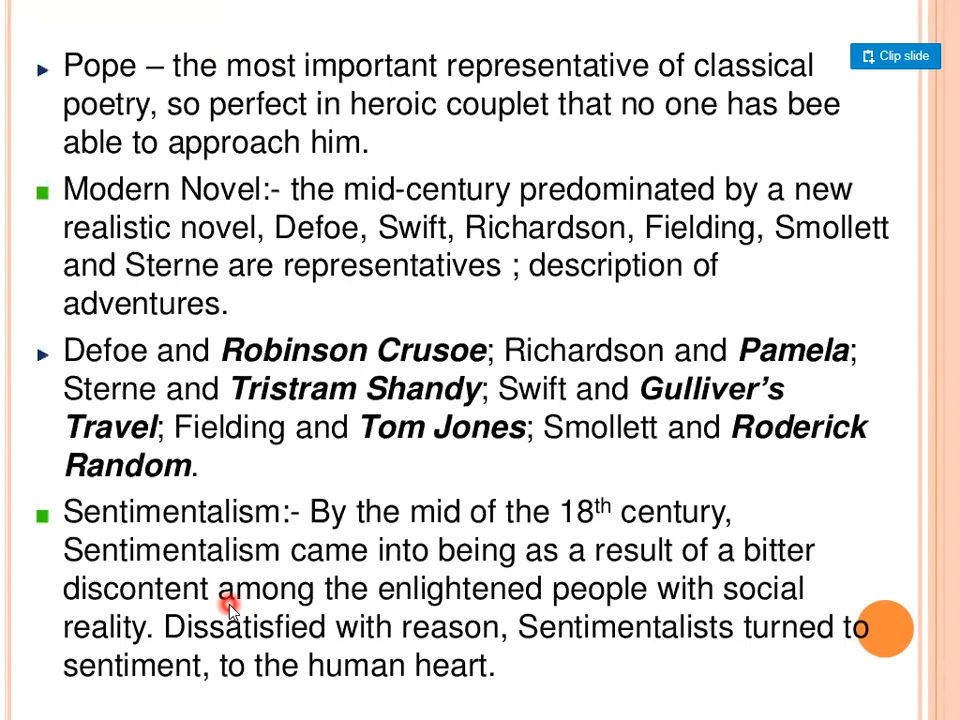 Pope – the most important representative of classical
poetry, so perfect in heroic couplet that no one has bee
able to approach him.
Clip slide
Modern Novel:- the mid-century predominated by a new
realistic novel, Defoe, Swift, Richardson, Fielding, Smollett
and Sterne are representatives ; description of
adventures.
Defoe and Robinson Crusoe; Richardson and Pamela;
Sterne and Tristram Shandy; Swift and Gulliver’s
Travel; Fielding and Tom Jones; Smollett and Roderick
Random.
Sentimentalism:- By the mid of the 18th century,
Sentimentalism came into being as a result of a bitter
discontent among the enlightened people with social
reality. Dissatisfied with reason, Sentimentalists turned to
sentiment, to the human heart.